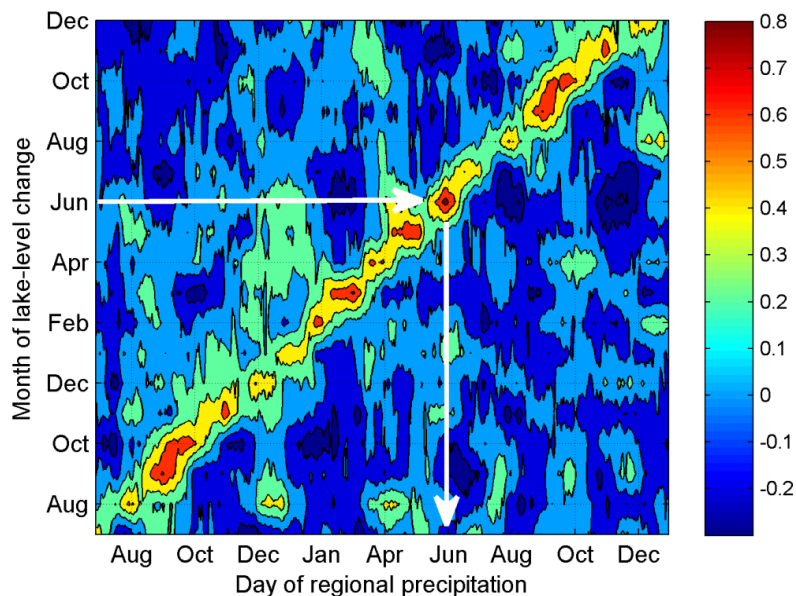 Dec
Oct
Aug
Jun
Apr
Feb
Dec
Oct
Aug
Month of lake-level change
Aug Oct Dec Jan Apr Jun Aug Oct Dec
Day of regional precipitation
0.8
0.7
0.6
0.5
0.4
0.3
0.2
0.1
0
-0.1
-0.2